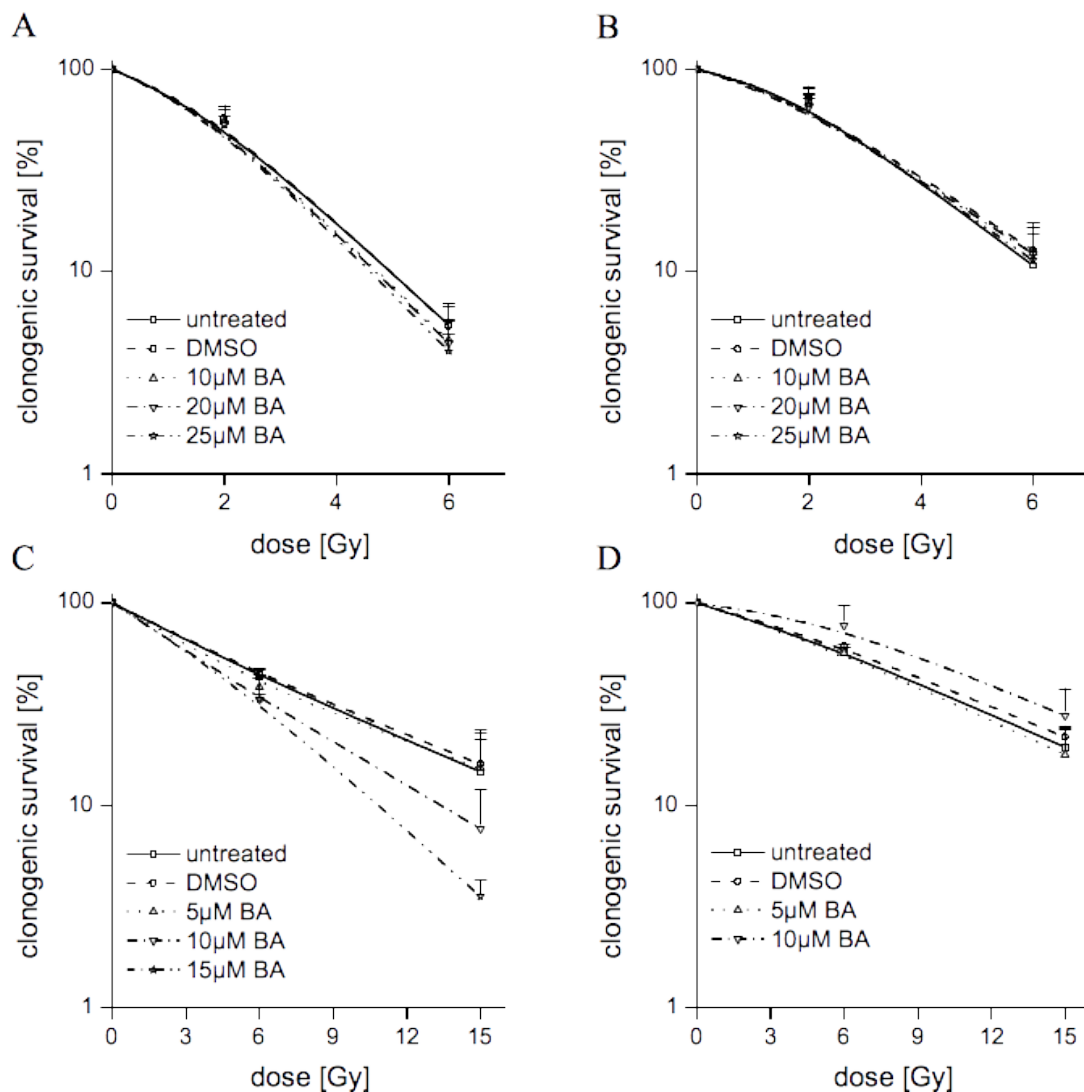 A
clonogenic survival [%]
100
10
1
untreated
DMSO
10µM BA
20µM BA
25µM BA
0 2 4 6
dose [Gy]
B
clonogenic survival [%]
100
10
1
untreated
DMSO
10µM BA
20µM BA
25µM BA
0 2 4 6
dose [Gy]
C
clonogenic survival [%]
100
10
1
untreated
DMSO
5µM BA
10µM BA
15µM BA
0 3 6 9 12 15
dose [Gy]
D
clonogenic survival [%]
100
10
1
untreated
DMSO
5µM BA
10µM BA
0 3 6 9 12 15
dose [Gy]